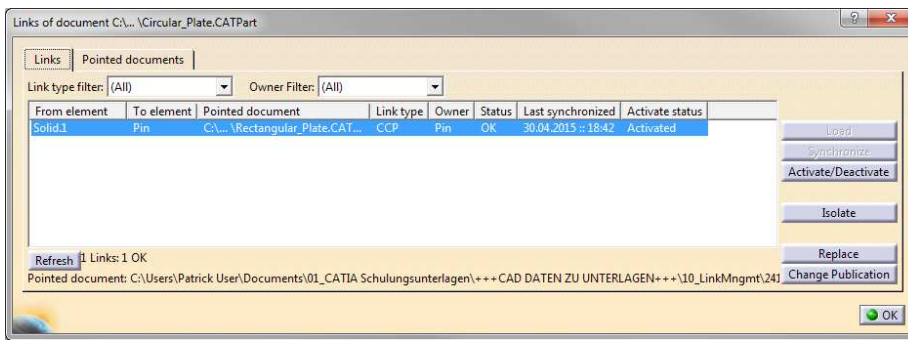 Links of document C:\... \Circular_Plate.CATPart
Links Pointed documents
Link type filter: (All) Owner Filter: (All)
From element To element Pointed document Link type Owner Status Last synchronized Activate status
Solid.1 Pin C:\... \Rectangular_Plate.CAT... CCP Pin OK 30.04.2015 :: 18:42 Activated
Load
Synchronize
Activate/Deactivate
Isolate
Replace
Refresh 1 Links: 1 OK
Pointed document: C:\Users\Patrick User\Documents\01_CATIA Schulungsunterlagen\+++CAD DATEN ZU UNTERLAGEN+++\10_LinkMngmt\241
Change Publication
OK